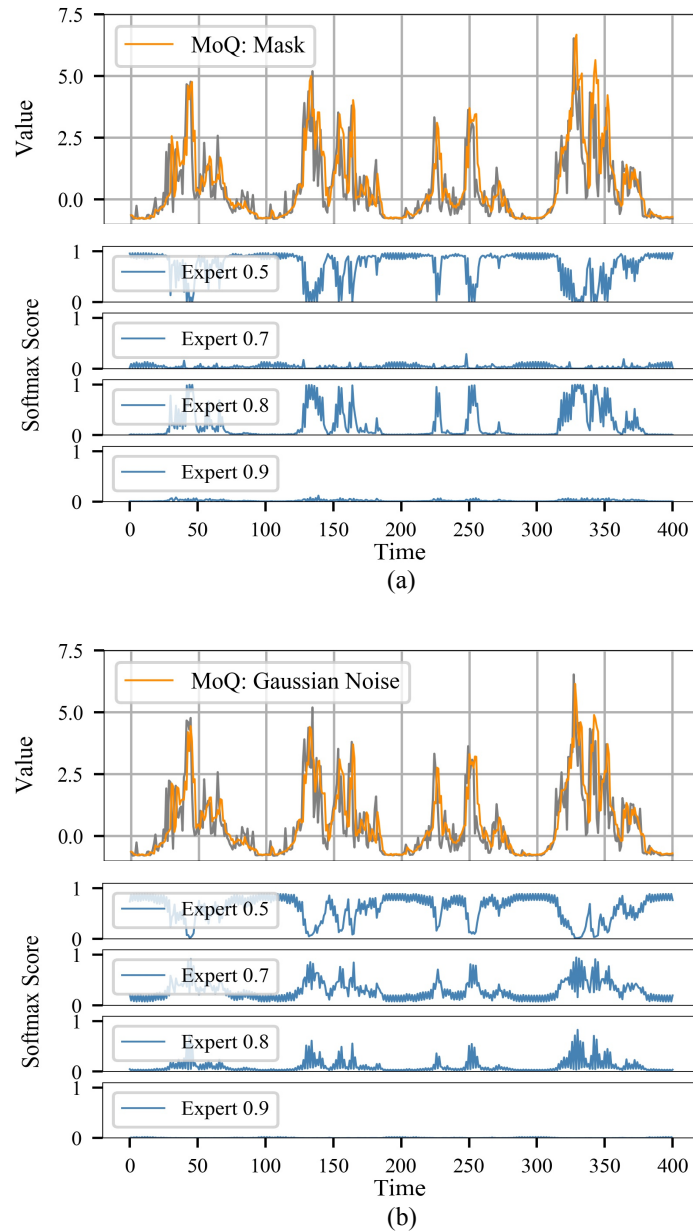 7.5
MoQ: Mask
5.0
Value
2.5
0.0
1
Expert 0.5
0
1
Expert 0.7
0
Softmax Score
1
Expert 0.8
0
1
Expert 0.9
0
0 50 100 150 200 250 300 350 400
Time
(a)
7.5
MoQ: Gaussian Noise
5.0
Value
2.5
0.0
1
Expert 0.5
0
1
Expert 0.7
0
Softmax Score
1
Expert 0.8
0
1
Expert 0.9
0
0 50 100 150 200 250 300 350 400
Time
(b)